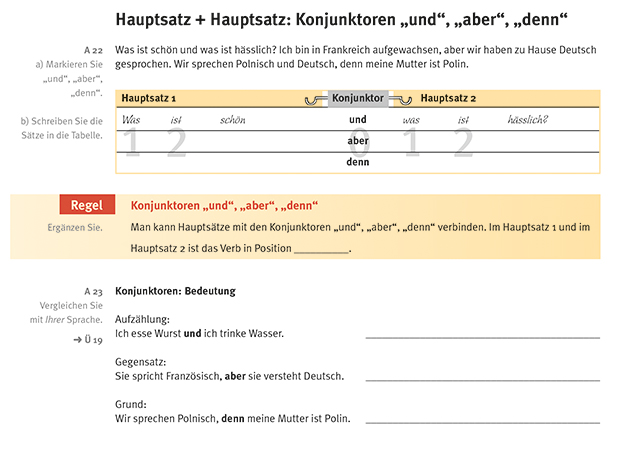 Hauptsatz + Hauptsatz: Konjunktoren „und“, „aber“, „denn“
A 22
a) Markieren Sie
„und“, „aber“,
„denn“.
b) Schreiben Sie die
Sätze in die Tabelle.
Was ist schön und was ist hässlich? Ich bin in Frankreich aufgewachsen, aber wir haben zu Hause Deutsch
gesprochen. Wir sprechen Polnisch und Deutsch, denn meine Mutter ist Polin.
Hauptsatz 1 Konjunktor Hauptsatz 2
Was ist schön und was ist hässlich?
1 2 0 1 2
aber
denn
Regel
Ergänzen Sie.
Konjunktoren „und“, „aber“, „denn“
Man kann Hauptsätze mit den Konjunktoren „und“, „aber“, „denn“ verbinden. Im Hauptsatz 1 und im
Hauptsatz 2 ist das Verb in Position __________.
A 23
Vergleichen Sie
mit Ihrer Sprache.
➔ Ü 19
Konjunktoren: Bedeutung
Aufzählung:
Ich esse Wurst und ich trinke Wasser.
Gegensatz:
Sie spricht Französisch, aber sie versteht Deutsch.
Grund:
Wir sprechen Polnisch, denn meine Mutter ist Polin.